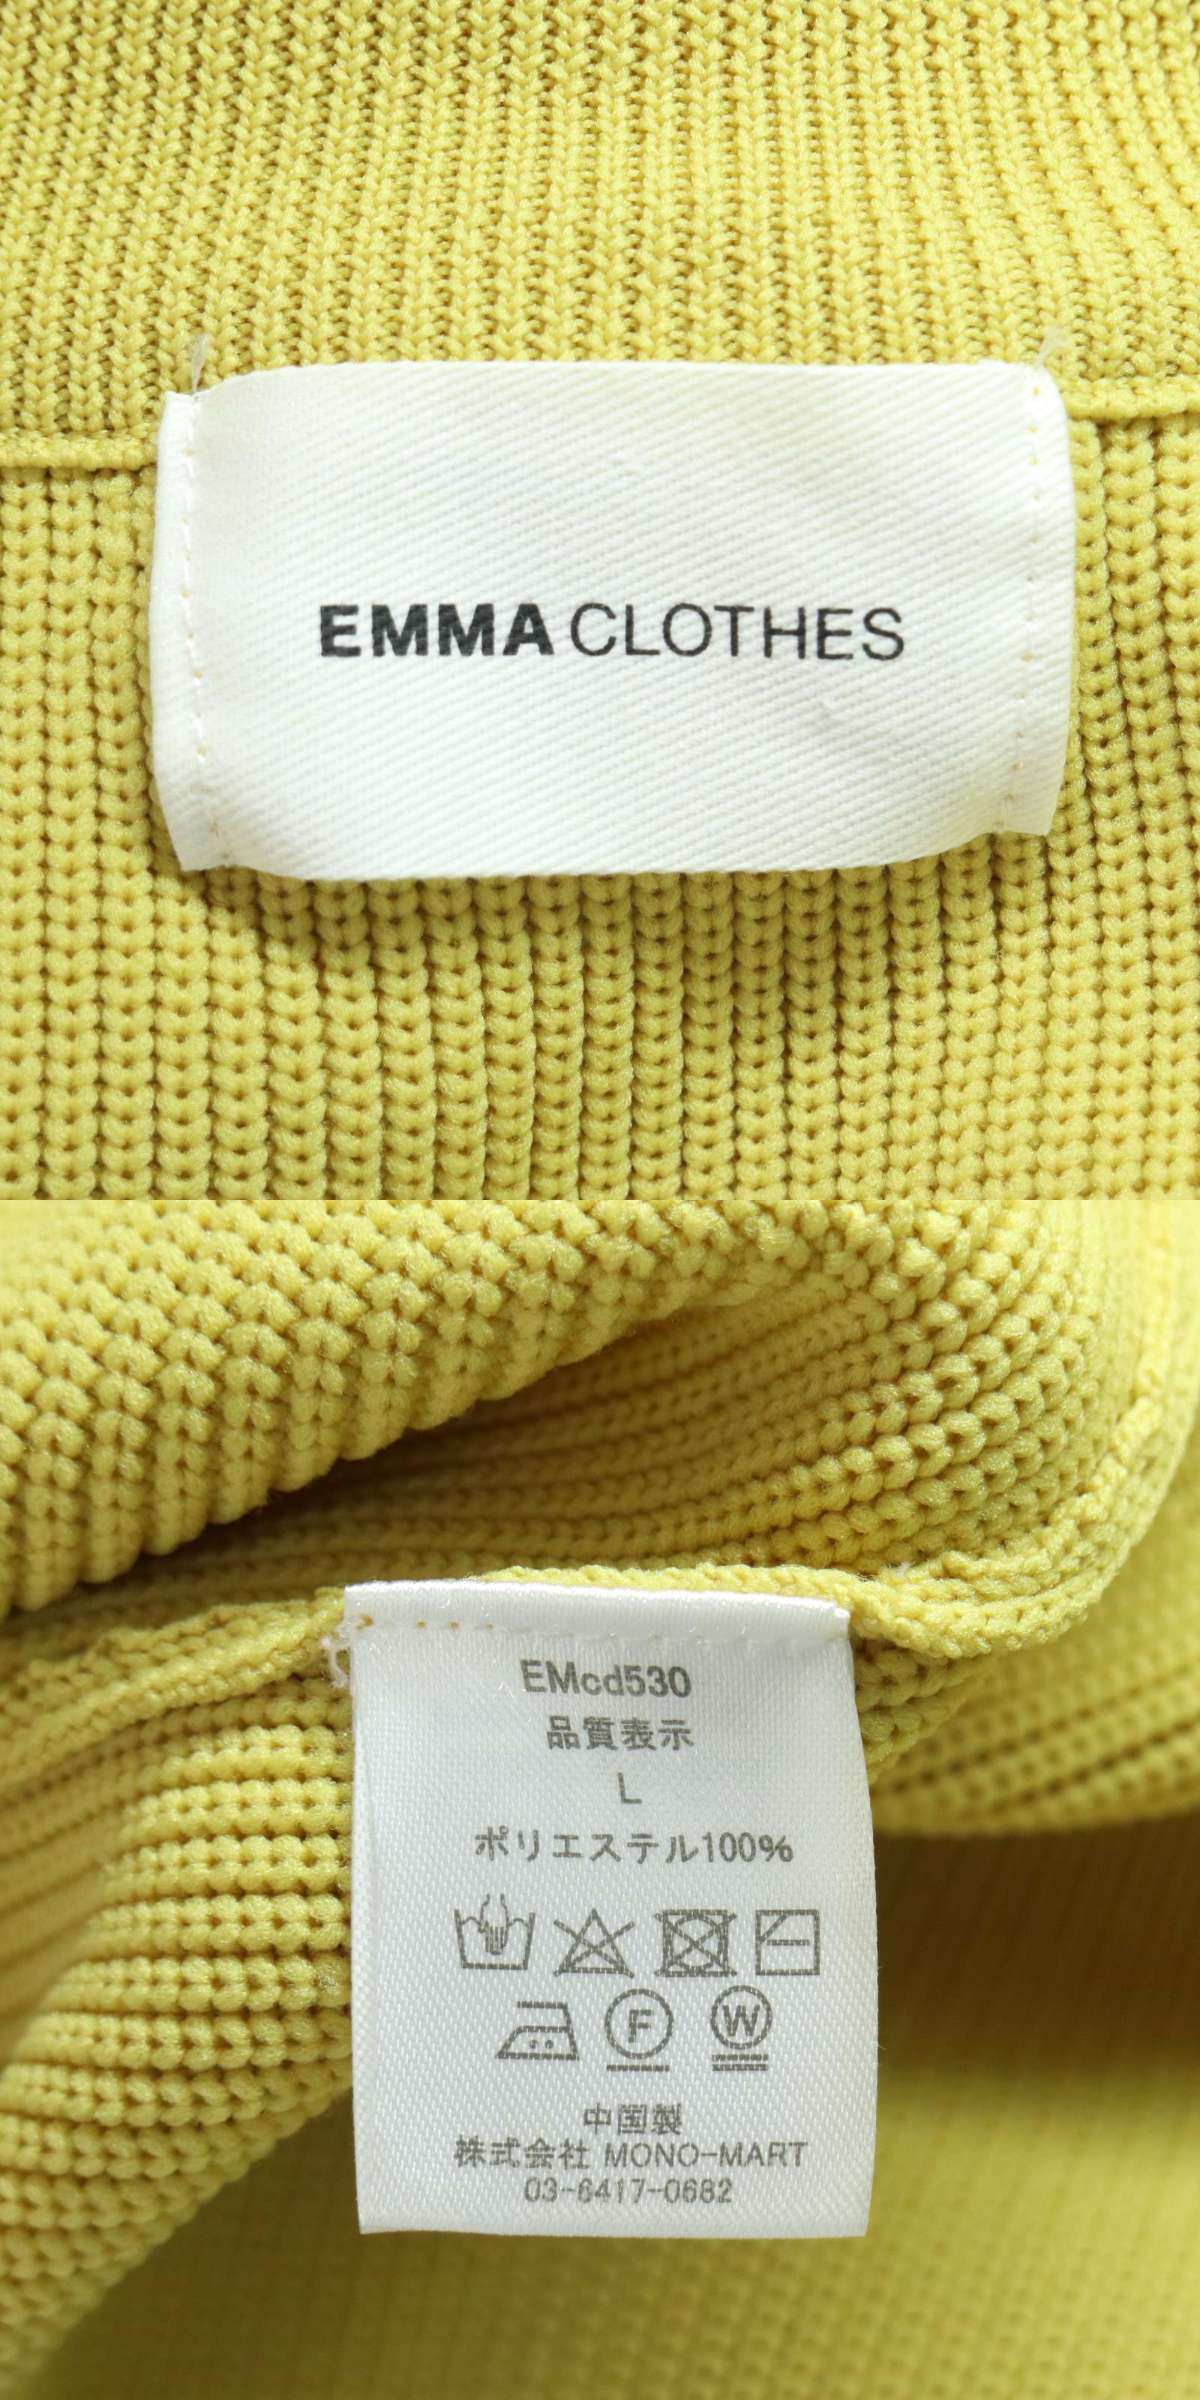 EMMA CLOTHES
EMcd530
品質表示
L
ポリエステル100%
F W
中国製
株式会社 MONO-MART
03-6417-0682